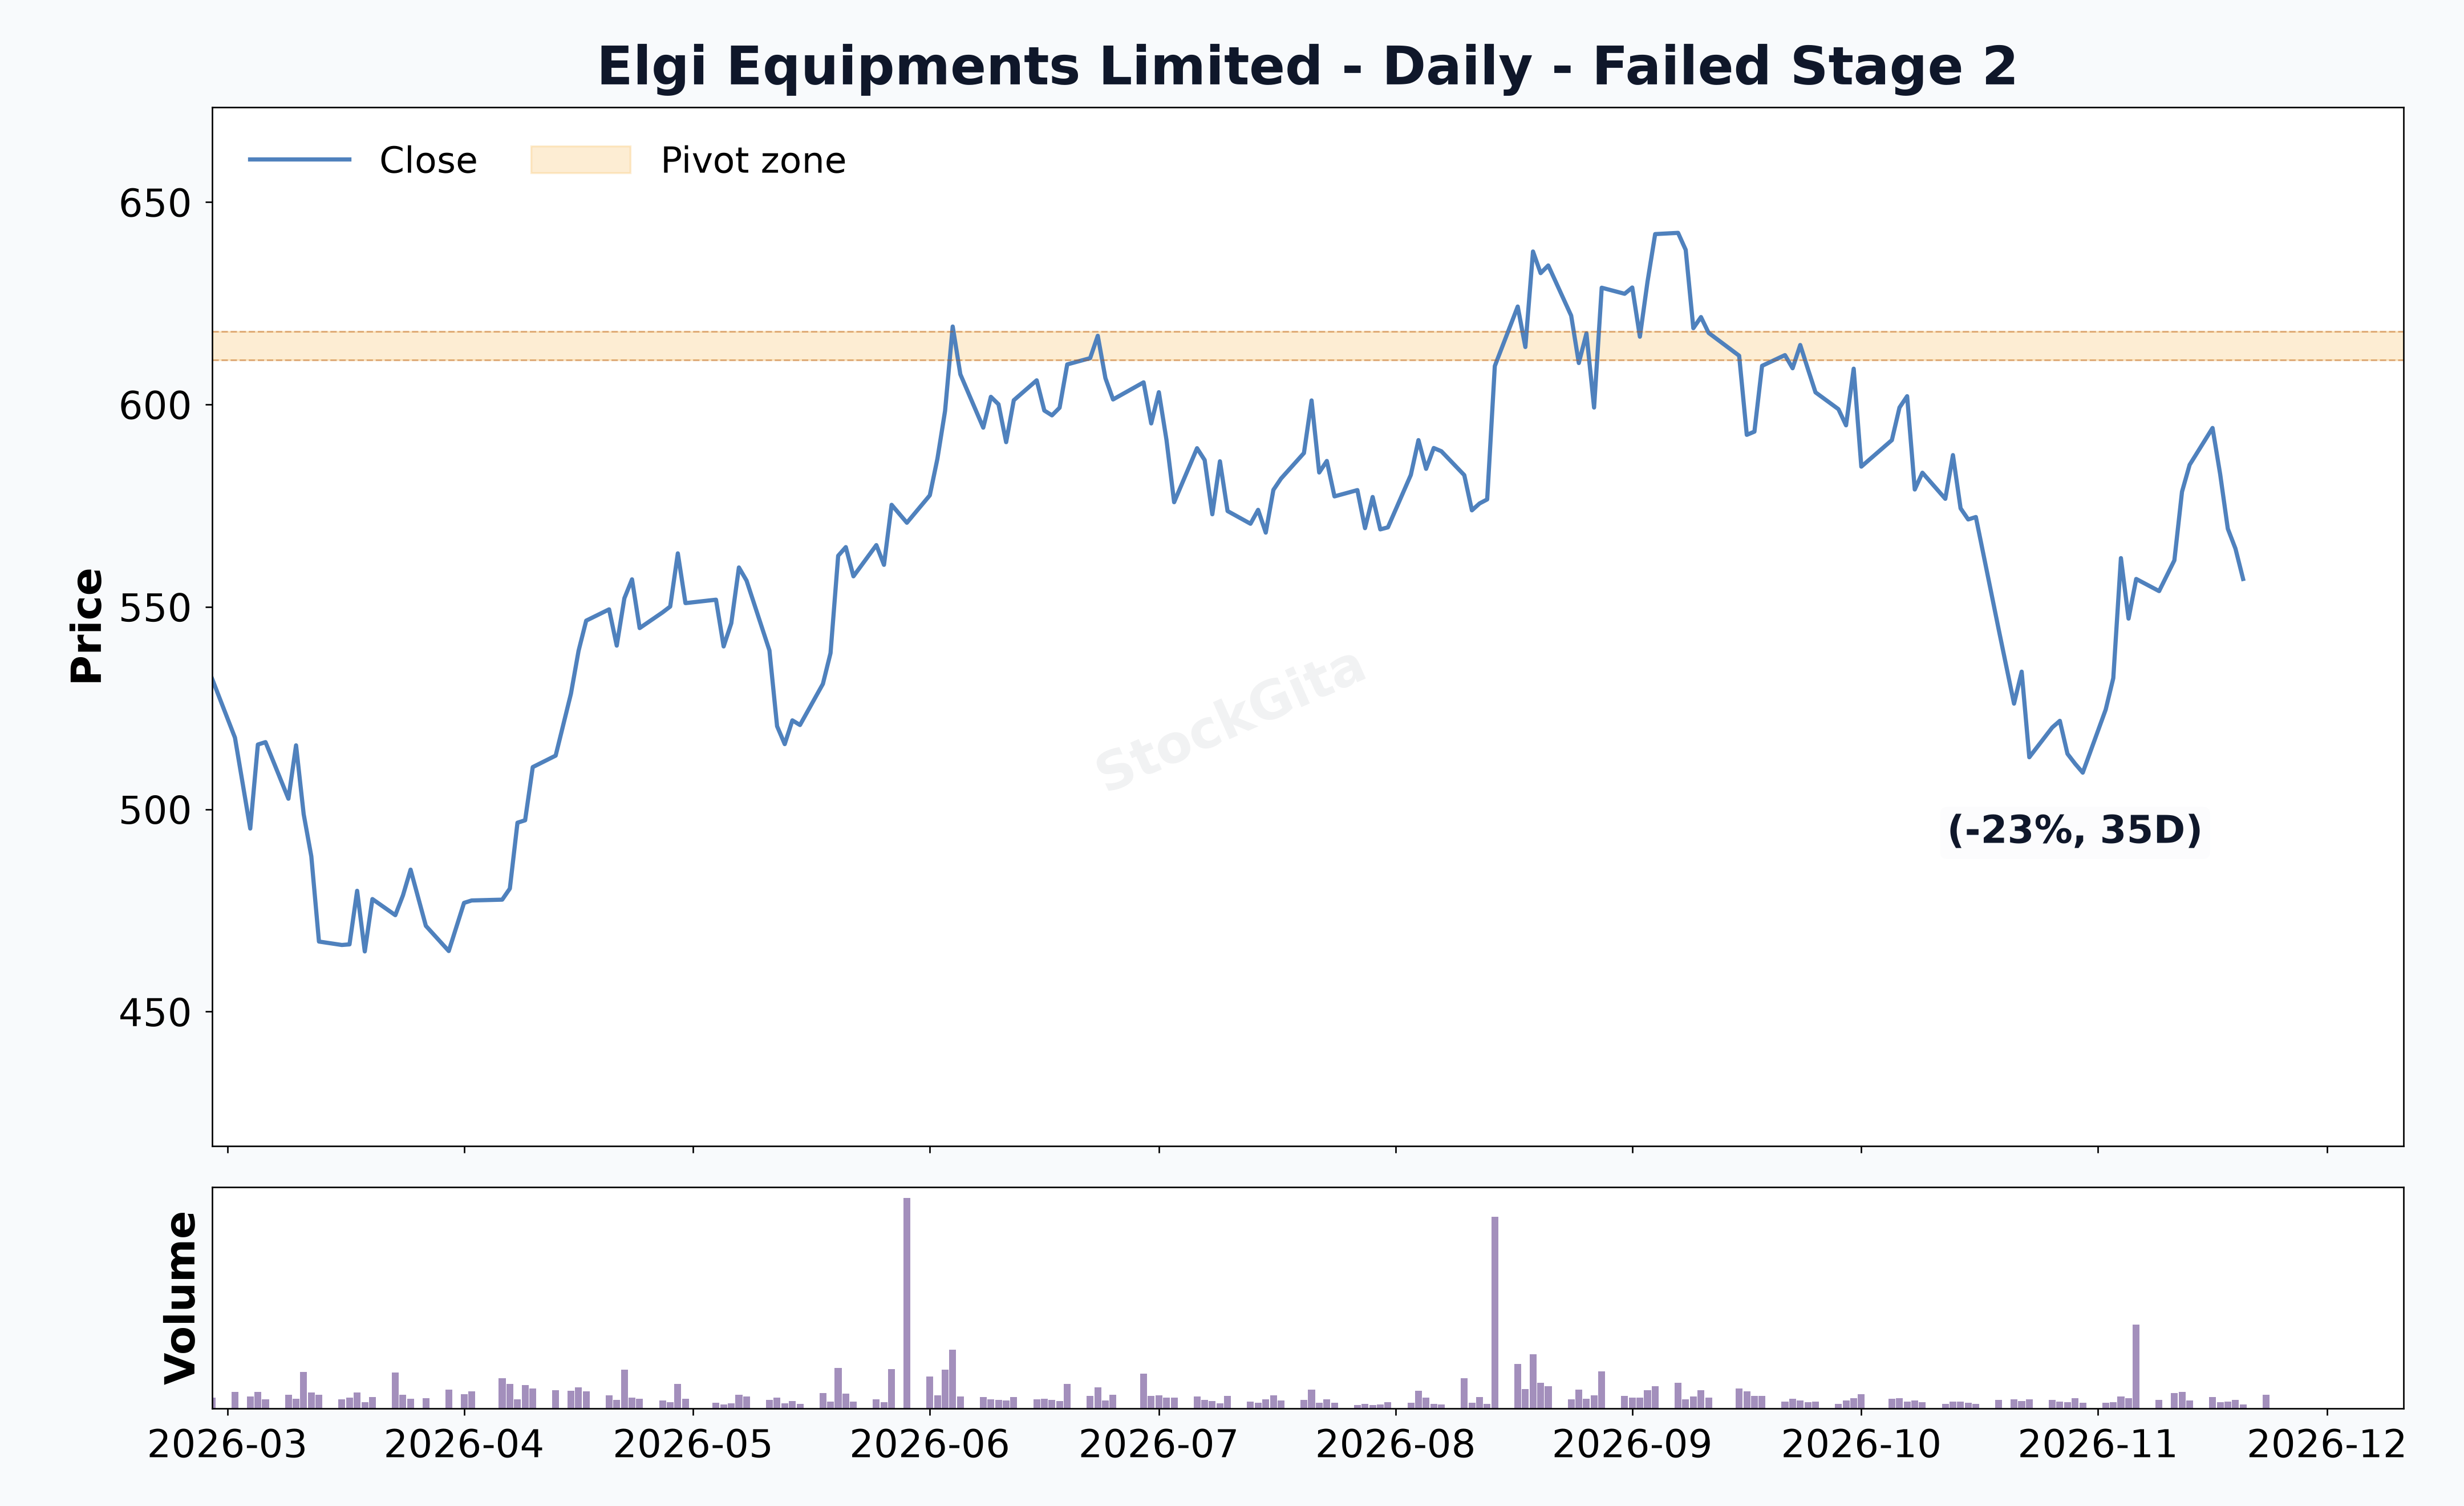 Elgi Equipments Limited - Daily - Failed Stage 2
Close
Pivot zone
650
600
550
500
450
Price
StockGita
(-23%, 35D)
Volume
2026-03
2026-04
2026-05
2026-06
2026-07
2026-08
2026-09
2026-10
2026-11
2026-12